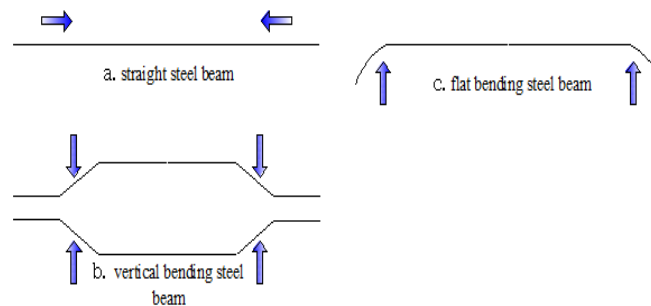 a. straight steel beam
c. flat bending steel beam
b. vertical bending steel
beam